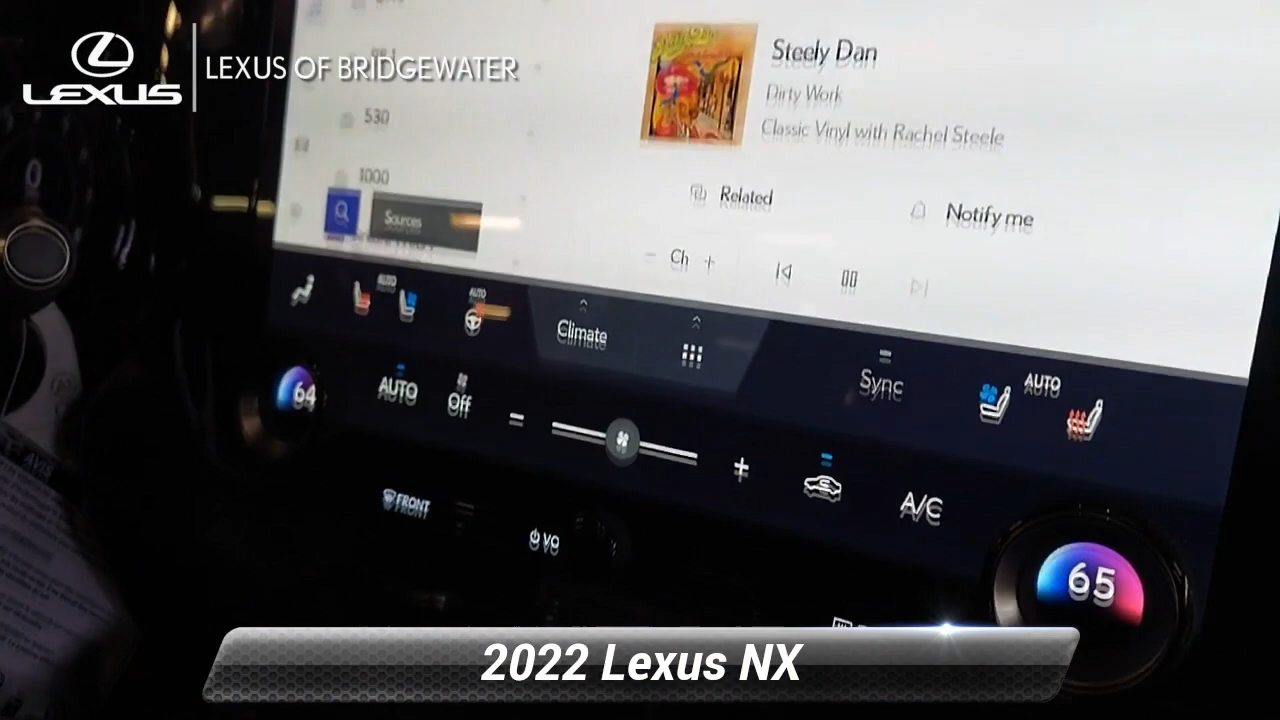 LEXUS
LEXUS OF BRIDGEWATER
Steely Dan
Dirty Work
Classic Vinyl with Rachel Steele
530
1000
Sources
Related
Notify me
Ch
AUTO
AUTO
Climate
Sync
AUTO
64
AUTO
Off
A/C
FRONT
65
0
2022 Lexus NX